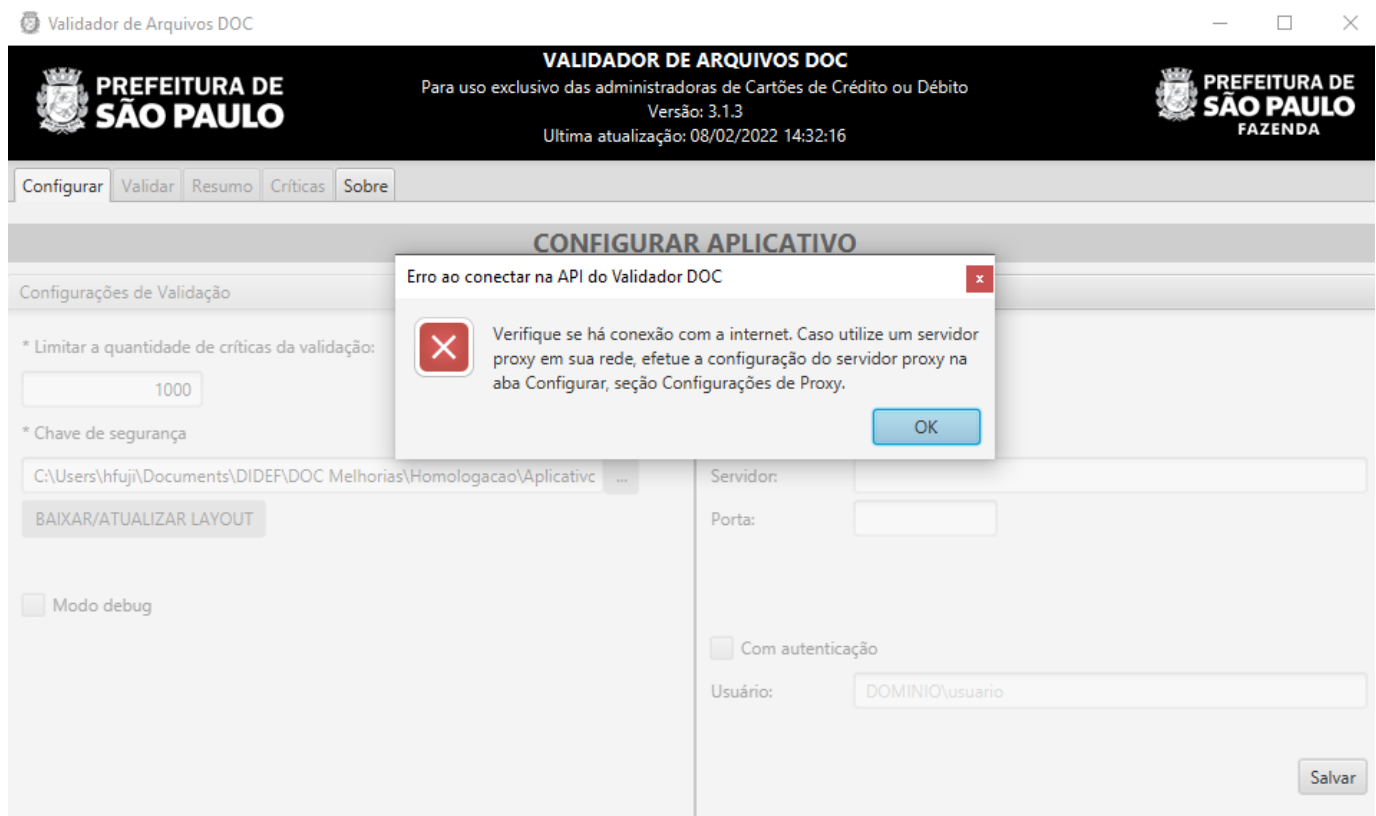 Validador de Arquivos DOC
PREFEITURA DE
SÃO PAULO
VALIDADOR DE ARQUIVOS DOC
Para uso exclusivo das administradoras de Cartões de Crédito ou Débito
Versão: 3.1.3
Ultima atualização: 08/02/2022 14:32:16
PREFEITURA DE
SÃO PAULO
FAZENDA
Configurar Validar Resumo Críticas Sobre
CONFIGURAR APLICATIVO
Erro ao conectar na API do Validador DOC
x
Verifique se há conexão com a internet. Caso utilize um servidor
proxy em sua rede, efetue a configuração do servidor proxy na
aba Configurar, seção Configurações de Proxy.
OK
Configurações de Validação
* Limitar a quantidade de críticas da validação:
1000
* Chave de segurança
C:\Users\hfuji\Documents\DIDEF\DOC Melhorias\Homologacao\Aplicativc ...
BAIXAR/ATUALIZAR LAYOUT
Modo debug
Servidor:
Porta:
Com autenticação
Usuário: DOMINIO\usuario
Salvar